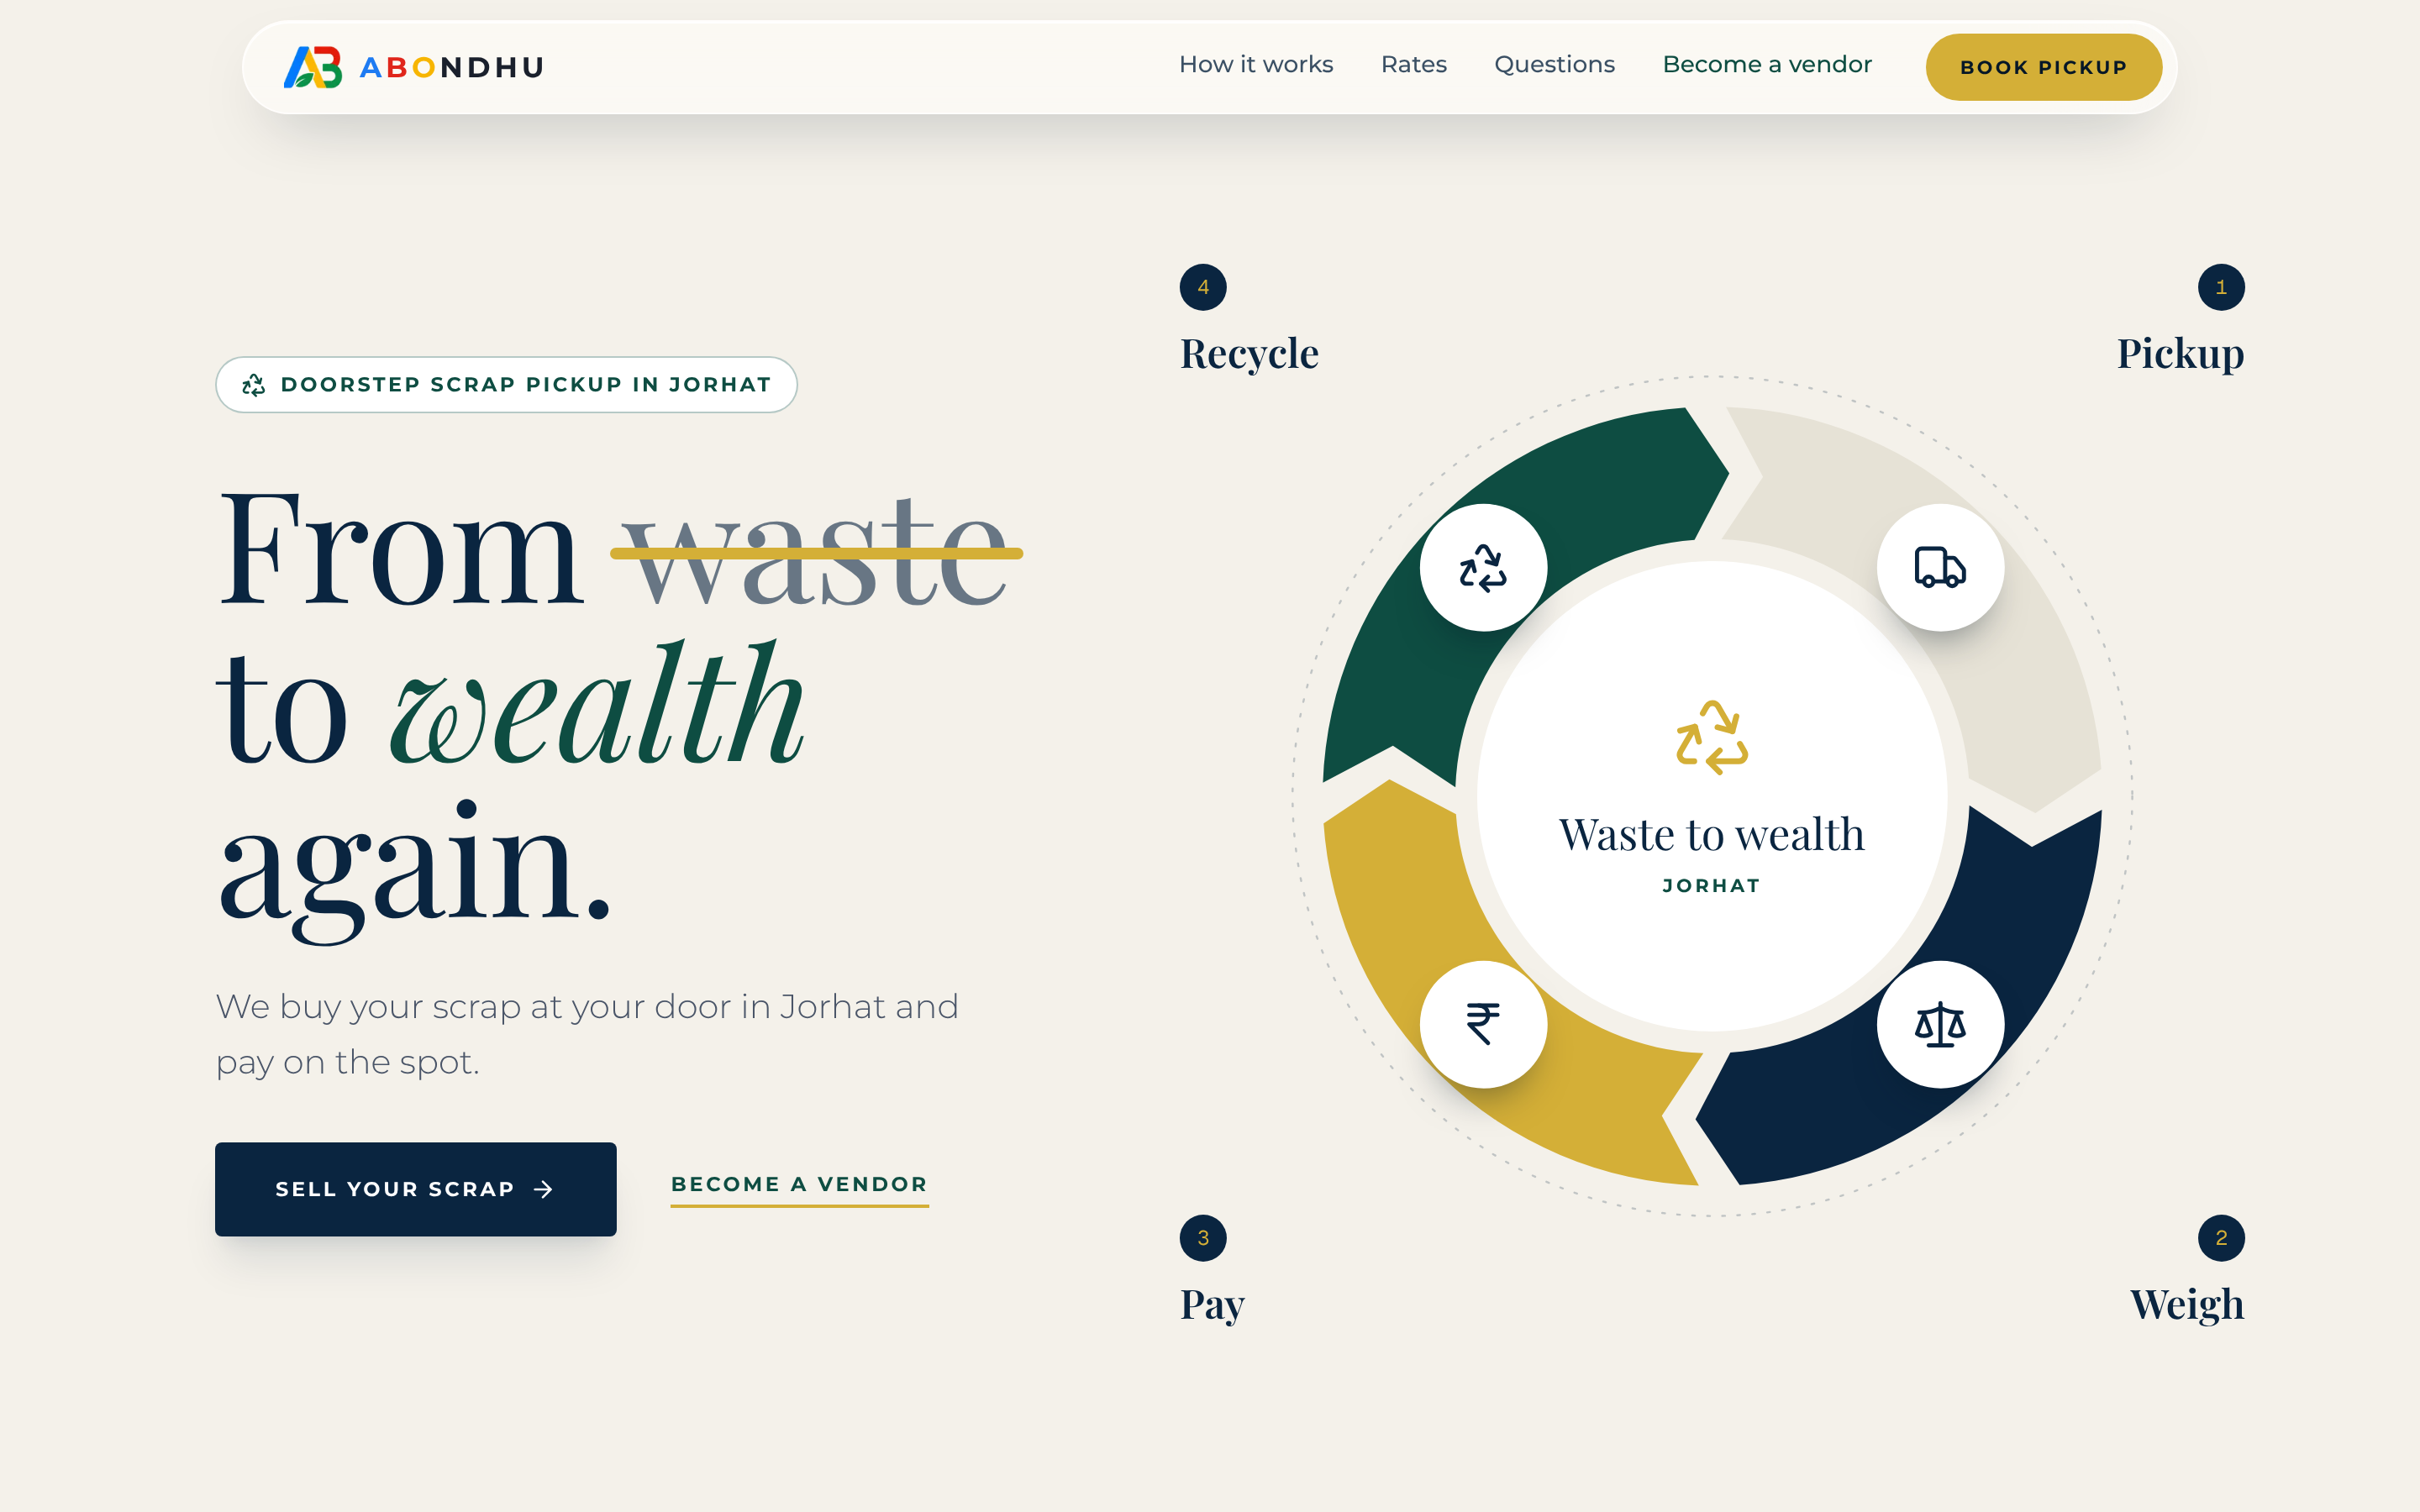 ABONDHU
How it works
Rates
Questions
Become a vendor
BOOK PICKUP
DOORSTEP SCRAP PICKUP IN JORHAT
From waste
to wealth
again.
We buy your scrap at your door in Jorhat and
pay on the spot.
SELL YOUR SCRAP
BECOME A VENDOR
4
Recycle
1
Pickup
Waste to wealth
JORHAT
3
Pay
2
Weigh